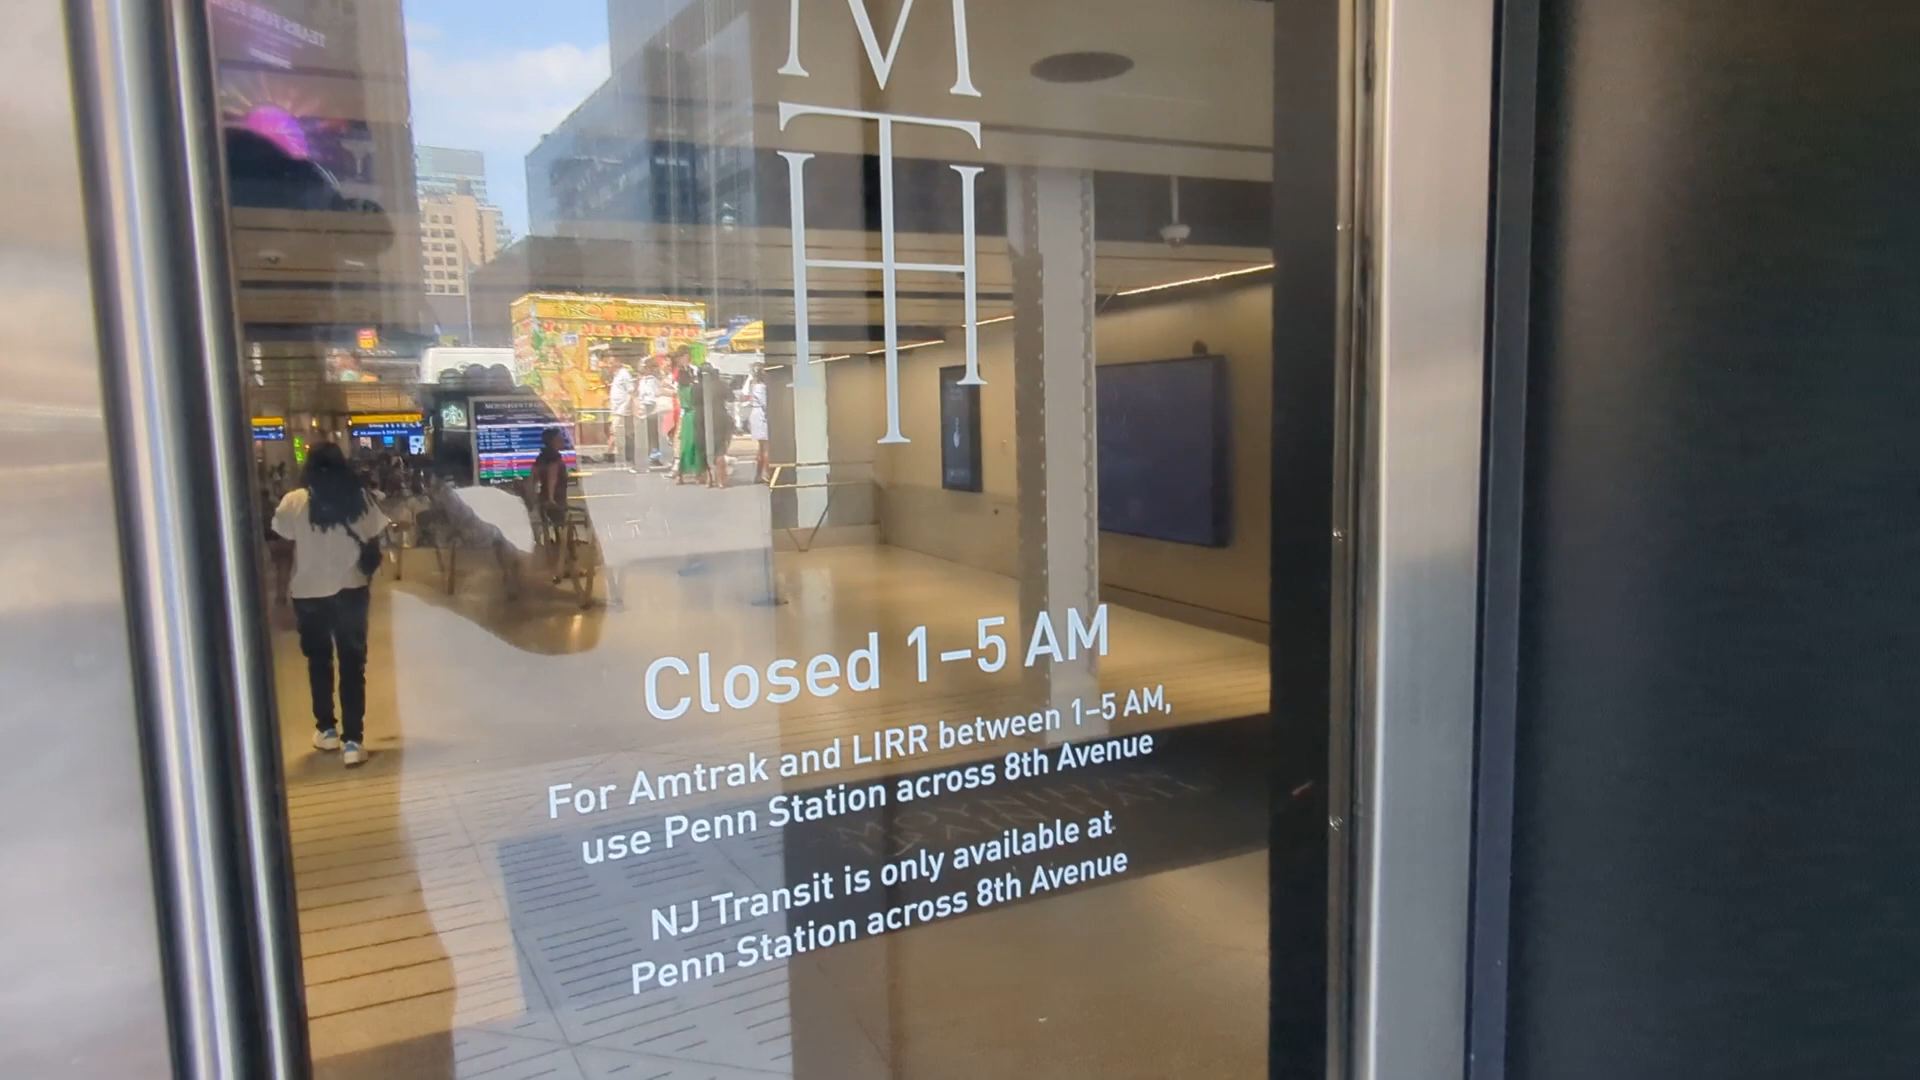 MTH
Closed 1–5 AM
For Amtrak and LIRR between 1–5 AM,
use Penn Station across 8th Avenue
NJ Transit is only available at
Penn Station across 8th Avenue